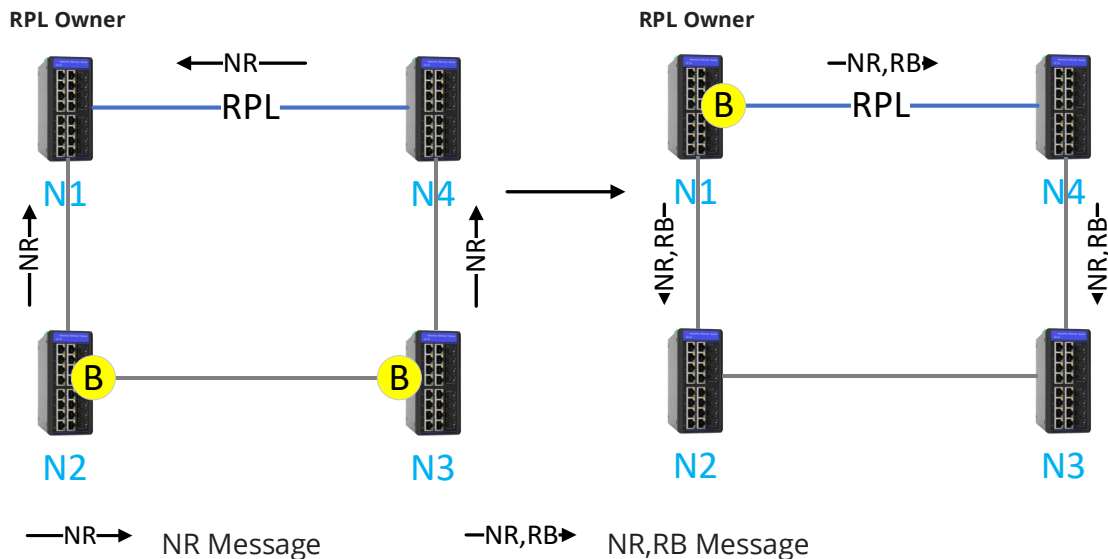 RPL Owner
NR
RPL
N1
N4
NR
NR
B
B
N2
N3
RPL Owner
NR,RB
B
RPL
N1
N4
NR,RB
NR,RB
N2
N3
NR
NR Message
NR,RB
NR,RB Message